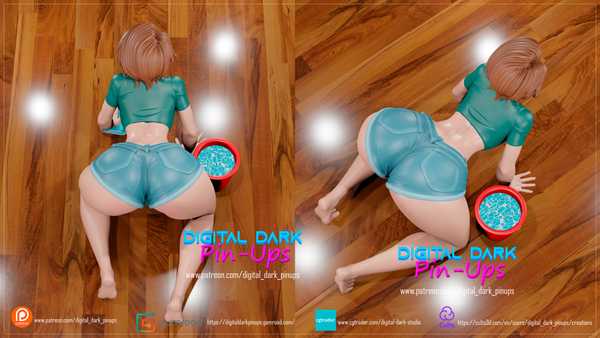 DIGITAL DARK
Pin-Ups
www.patreon.com/digital_dark_pinups
DIGITAL DARK
Pin-Ups
www.patreon.com/digital_dark_pinups
www.patreon.com/digital_dark_pinups
https://digitaldarkpinups.gumroad.com/
cgtrader
www.cgtrader.com/digital-dark-studio
https://cults3d.com/en/users/digital_dark_pinups/creations